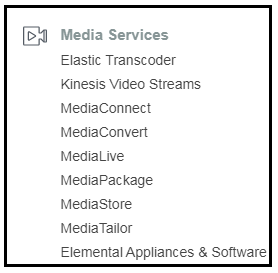 Media Services
Elastic Transcoder
Kinesis Video Streams
MediaConnect
MediaConvert
MediaLive
MediaPackage
MediaStore
MediaTailor
Elemental Appliances & Software